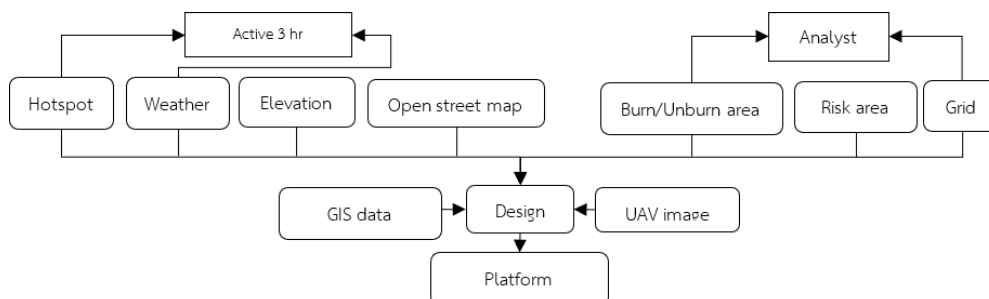 Active 3 hr
Analyst
Hotspot
Weather
Elevation
Open street map
Burn/Unburn area
Risk area
Grid
GIS data
Design
UAV image
Platform